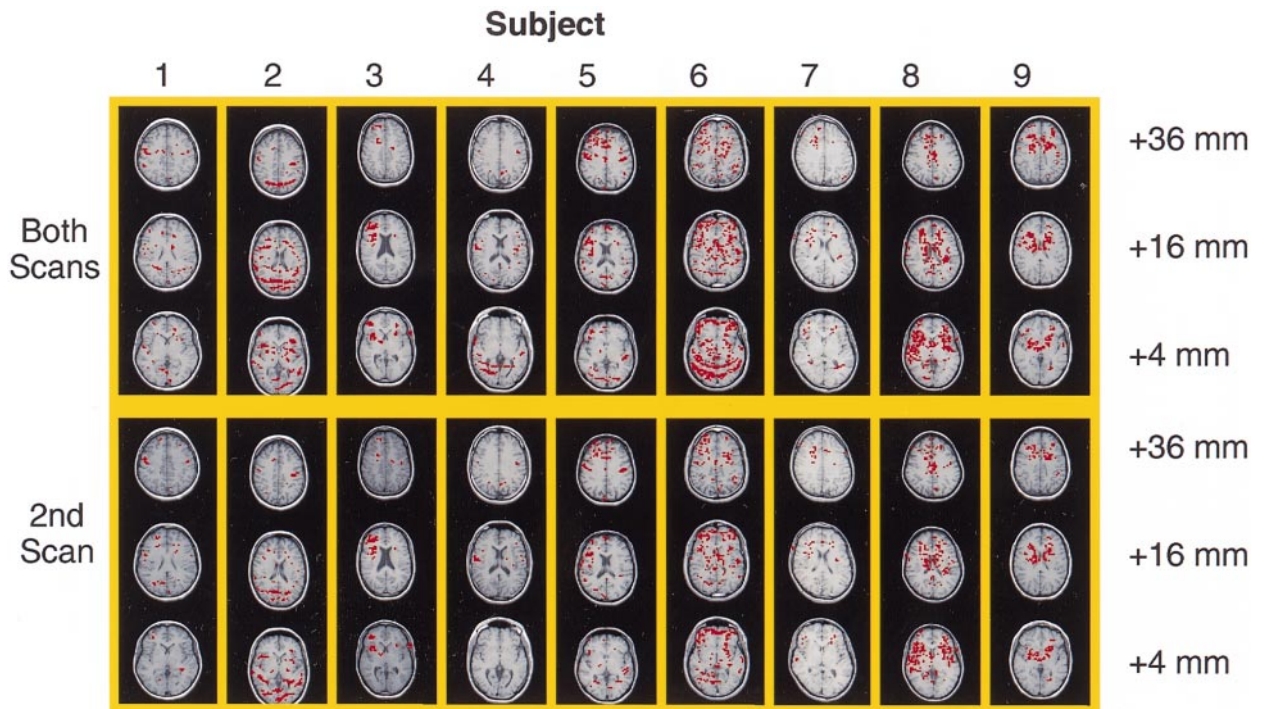 Subject
1 2 3 4 5 6 7 8 9
Both
Scans
+36 mm
+16 mm
+4 mm
2nd
Scan
+36 mm
+16 mm
+4 mm